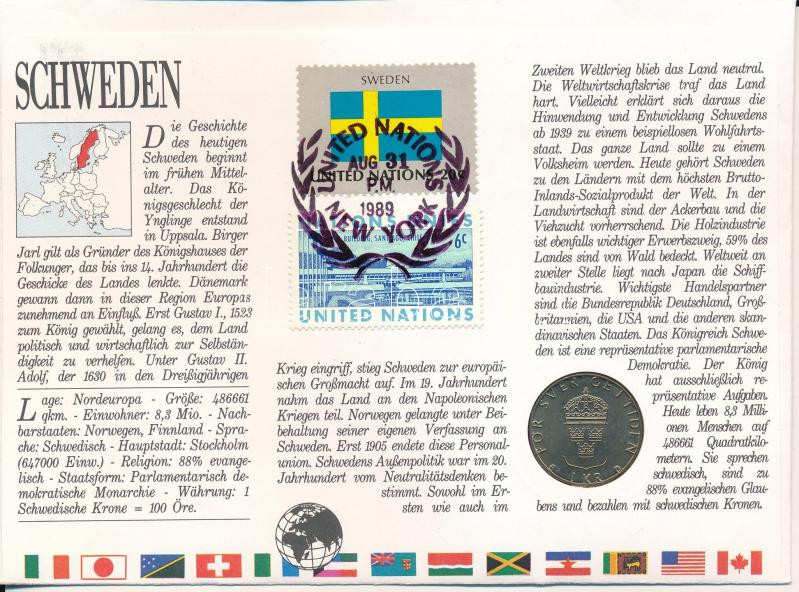 SCHWEDEN
Die Geschichte
des heutigen
Schweden beginnt
im frühen Mittel-
alter. Das Kö-
nigsgeschlecht der
Ynglinge entstand
in Uppsala. Birger
Jarl gilt als Gründer des Königshauses der
Folkunger, das bis ins 14. Jahrhundert die
Geschicke des Landes lenkte. Dänemark
gewann dann in dieser Region Europas
zunehmend an Einfluß. Erst Gustav I., 1523
zum König gewählt, gelang es, dem Land
politisch und wirtschaftlich zur Selbstän-
digkeit zu verhelfen. Unter Gustav II.
Adolf, der 1630 in den Dreißigjährigen
Lage: Nordeuropa - Größe: 486661
qkm. - Einwohner: 8,3 Mio. - Nach-
barstaaten: Norwegen, Finnland - Spra-
che: Schwedisch - Hauptstadt: Stockholm
(647000 Einw.) - Religion: 88% evange-
lisch - Staatsform: Parlamentarisch de-
mokratische Monarchie - Währung: 1
Schwedische Krone = 100 Öre.
SWEDEN
UNITED NATIONS 20c
UNITED NATIONS
AUG 31
PM
1989
NEW YORK
6c
UNITED NATIONS
Krieg eingriff, stieg Schweden zur europäi-
schen Großmacht auf. Im 19. Jahrhundert
nahm das Land an den Napoleonischen
Kriegen teil. Norwegen gelangte unter Bei-
behaltung seiner eigenen Verfassung an
Schweden. Erst 1905 endete diese Personal-
union. Schwedens Außenpolitik war im 20.
Jahrhundert vom Neutralitätsdenken be-
stimmt. Sowohl im Er-
sten wie auch im
Zweiten Weltkrieg blieb das Land neutral.
Die Weltwirtschaftskrise traf das Land
hart. Vielleicht erklärt sich daraus die
Hinwendung und Entwicklung Schwedens
ab 1939 zu einem beispiellosen Wohlfahrts-
staat. Das ganze Land sollte zu einem
Volksheim werden. Heute gehört Schweden
zu den Ländern mit dem höchsten Brutto-
Inlands-Sozialprodukt der Welt. In der
Landwirtschaft sind der Ackerbau und die
Viehzucht vorherrschend. Die Holzindustrie
ist ebenfalls wichtiger Erwerbszweig, 59% des
Landes sind von Wald bedeckt. Weltweit an
zweiter Stelle liegt nach Japan die Schiff-
bauindustrie. Wichtigste Handelspartner
sind die Bundesrepublik Deutschland, Groß-
britannien, die USA und die anderen skan-
dinavischen Staaten. Das Königreich Schwe-
den ist eine repräsentative parlamentarische
Demokratie. Der König
hat ausschließlich re-
präsentative Aufgaben.
Heute leben 8,3 Milli-
onen Menschen auf
486661 Quadratkilo-
metern. Sie sprechen
schwedisch, sind zu
88% evangelischen Glau-
bens und bezahlen mit schwedischen Kronen.
FÖR SVERIGE I TIDEN
1 KR